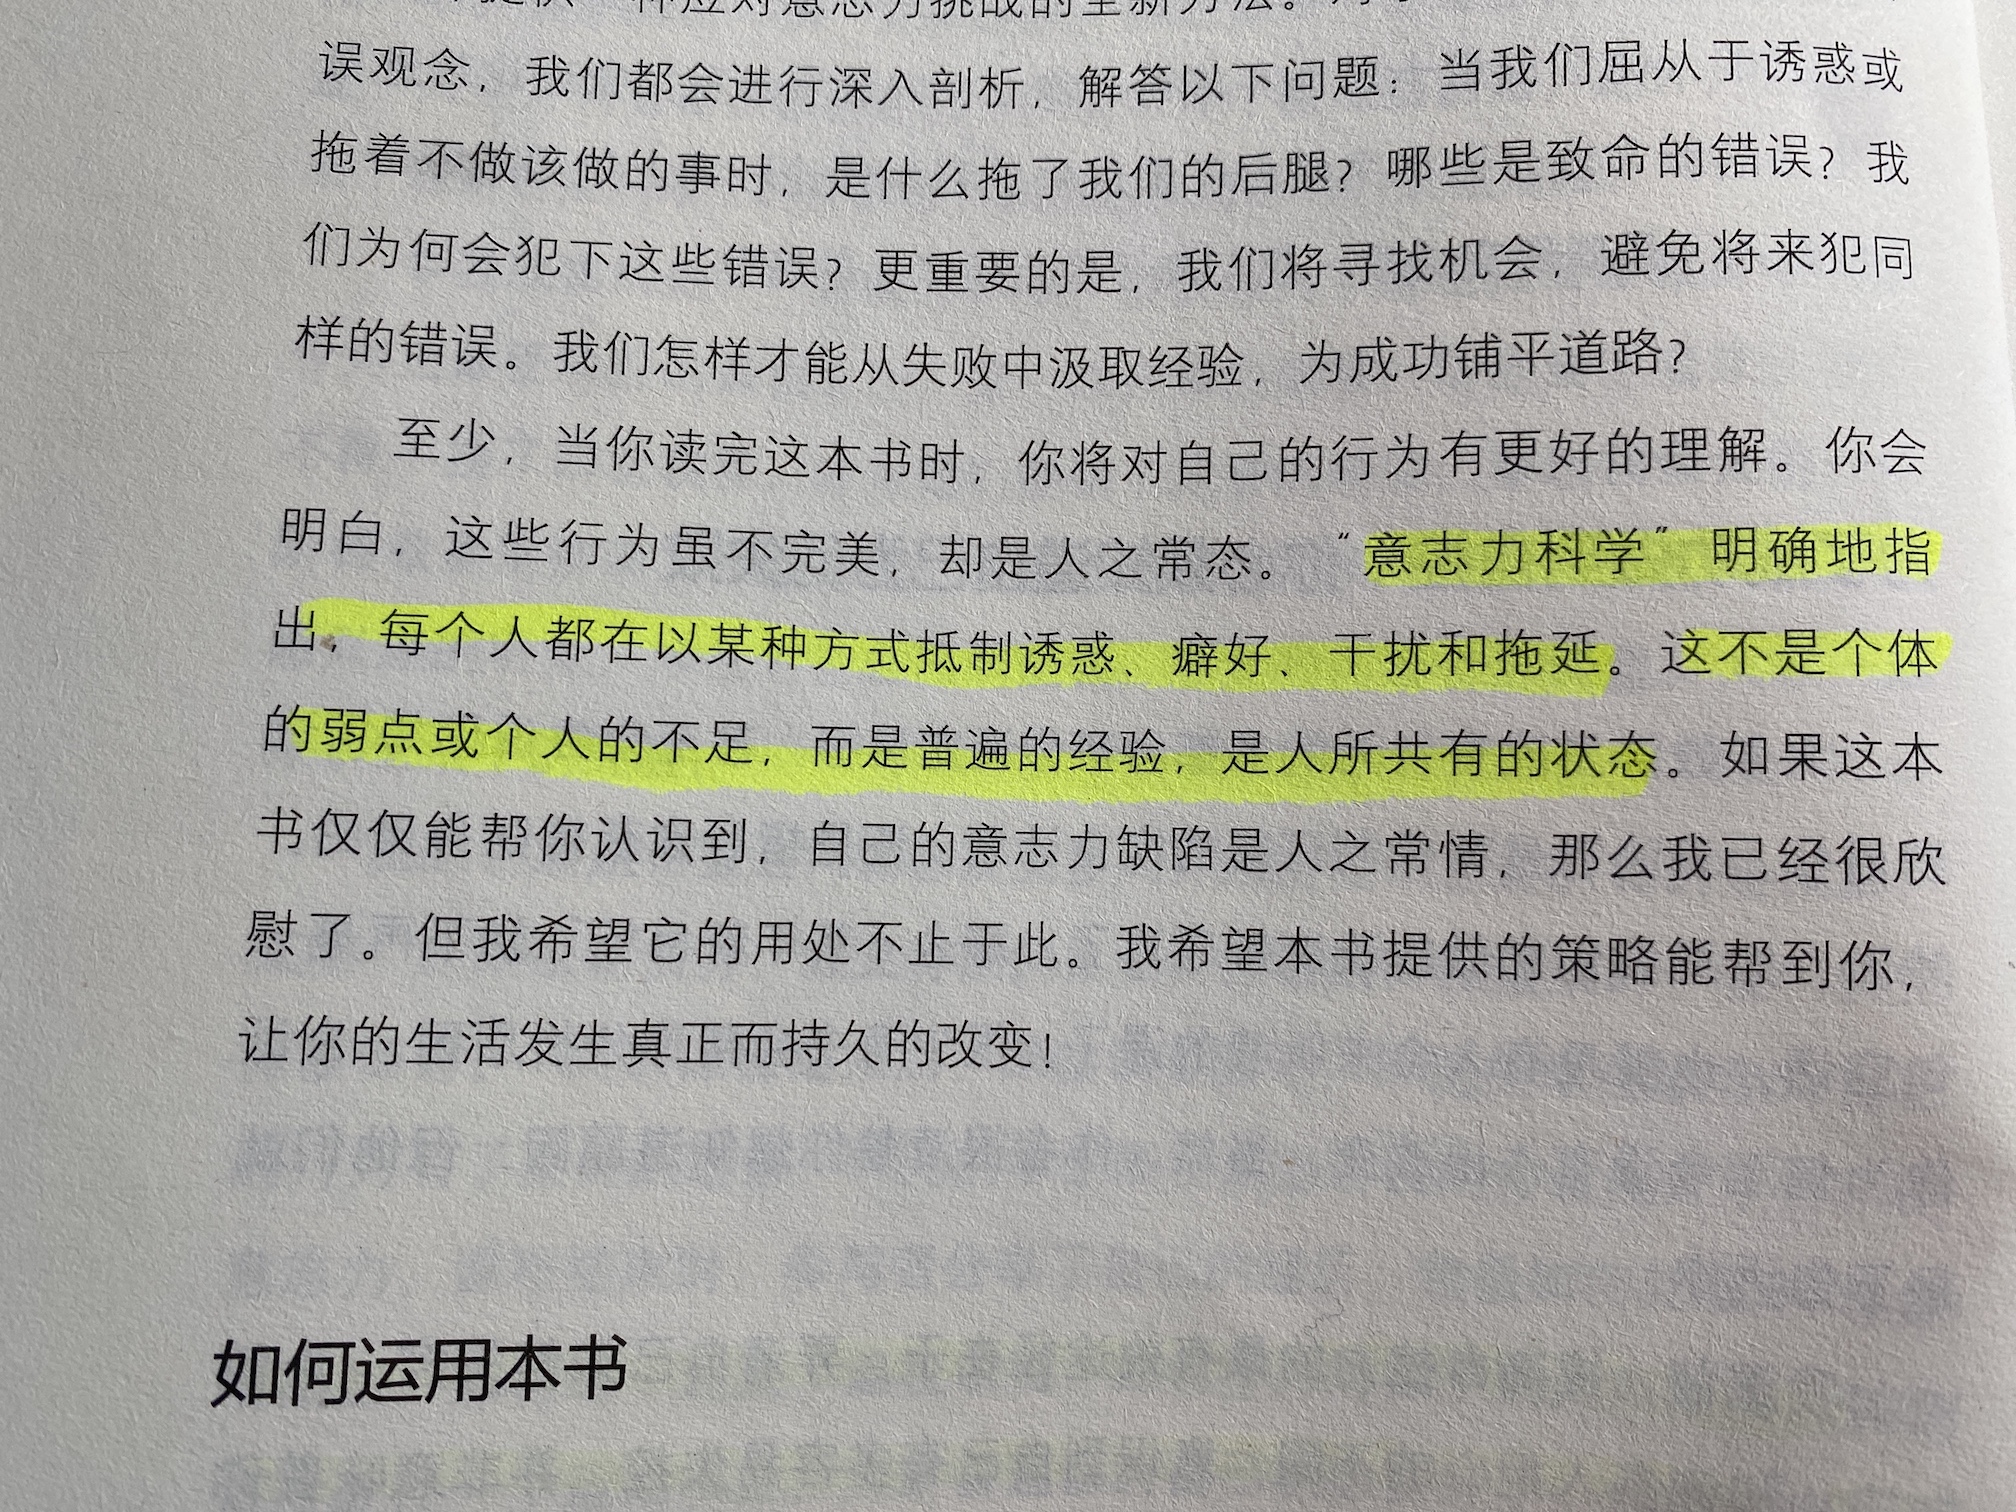 一种应对意志力挑战的全新方法。
误观念，我们都会进行深入剖析，解答以下问题：当我们屈从于诱惑或
拖着不做该做的事时，是什么拖了我们的后腿？哪些是致命的错误？我
们为何会犯下这些错误？更重要的是，我们将寻找机会，避免将来犯同
样的错误。我们怎样才能从失败中汲取经验，为成功铺平道路？
至少，当你读完这本书时，你将对自己的行为有更好的理解。你会
明白，这些行为虽不完美，却是人之常态。“意志力科学”明确地指
出，每个人都在以某种方式抵制诱惑、癖好、干扰和拖延。这不是个体
的弱点或个人的不足，而是普遍的经验，是人所共有的状态。如果这本
书仅仅能帮你认识到，自己的意志力缺陷是人之常情，那么我已经很欣
慰了。但我希望它的用处不止于此。我希望本书提供的策略能帮到你，
让你的生活发生真正而持久的改变！
如何运用本书